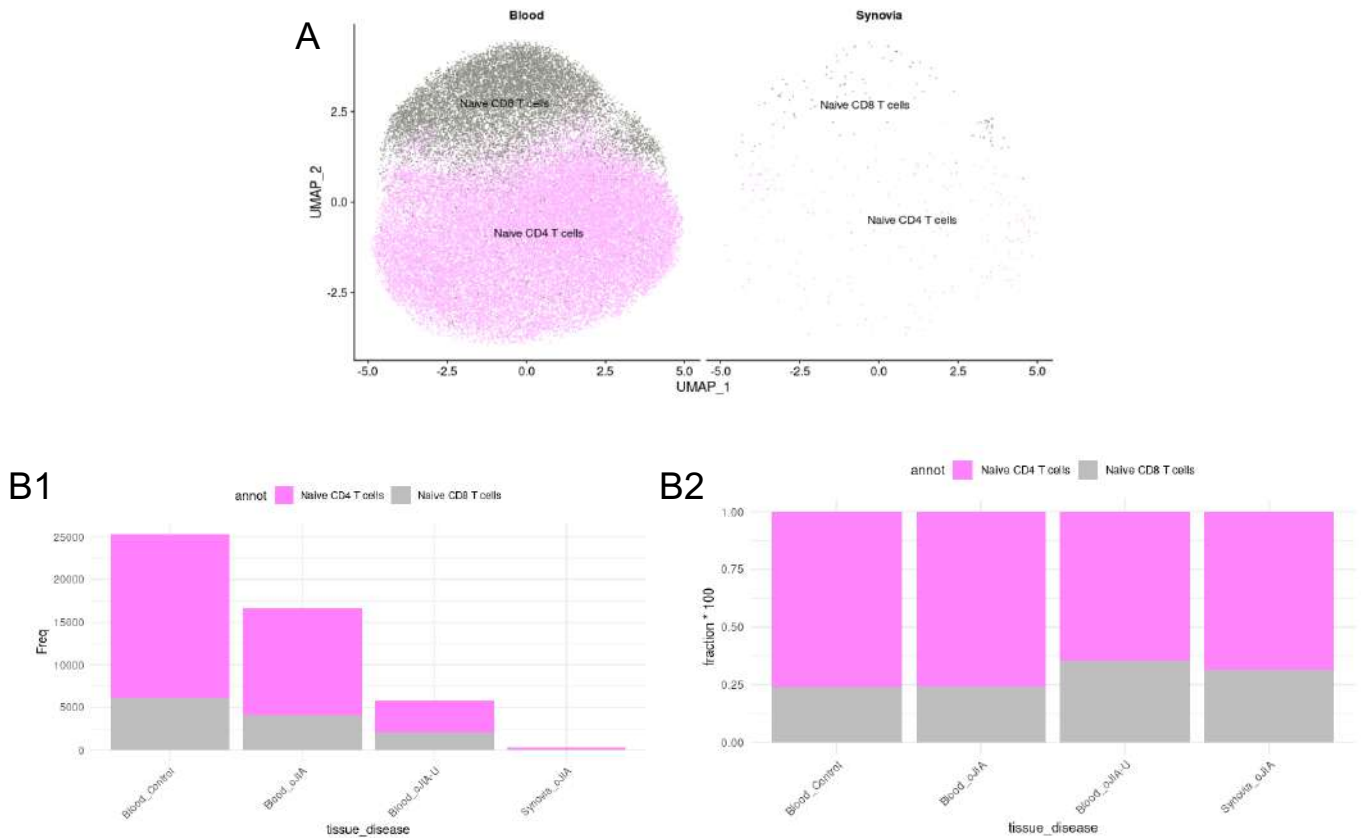 A
Blood
Synovia
Naive CD8 T cells
Naive CD8 T cells
Naive CD4 T cells
Naive CD4 T cells
UMAP_2
2.5
0.0
-2.5
-5.0 -2.5 0.0 2.5 5.0 -5.0 -2.5 0.0 2.5 5.0
UMAP_1
B1
annot Naive CD4 T cells Naive CD8 T cells
Freq
25000
20000
15000
10000
5000
0
Blood_Control
Blood_oJIA
Blood_oJIA-U
Synovia_oJIA
tissue_disease
B2
annot Naive CD4 T cells Naive CD8 T cells
fraction * 100
1.00
0.75
0.50
0.25
0.00
Blood_Control
Blood_oJIA
Blood_oJIA-U
Synovia_oJIA
tissue_disease